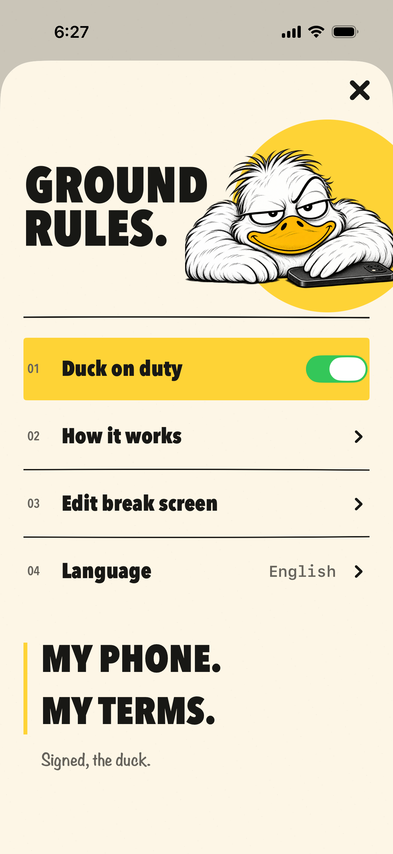 6:27
GROUND
RULES.
01 Duck on duty
02 How it works
03 Edit break screen
04 Language English
MY PHONE.
MY TERMS.
Signed, the duck.